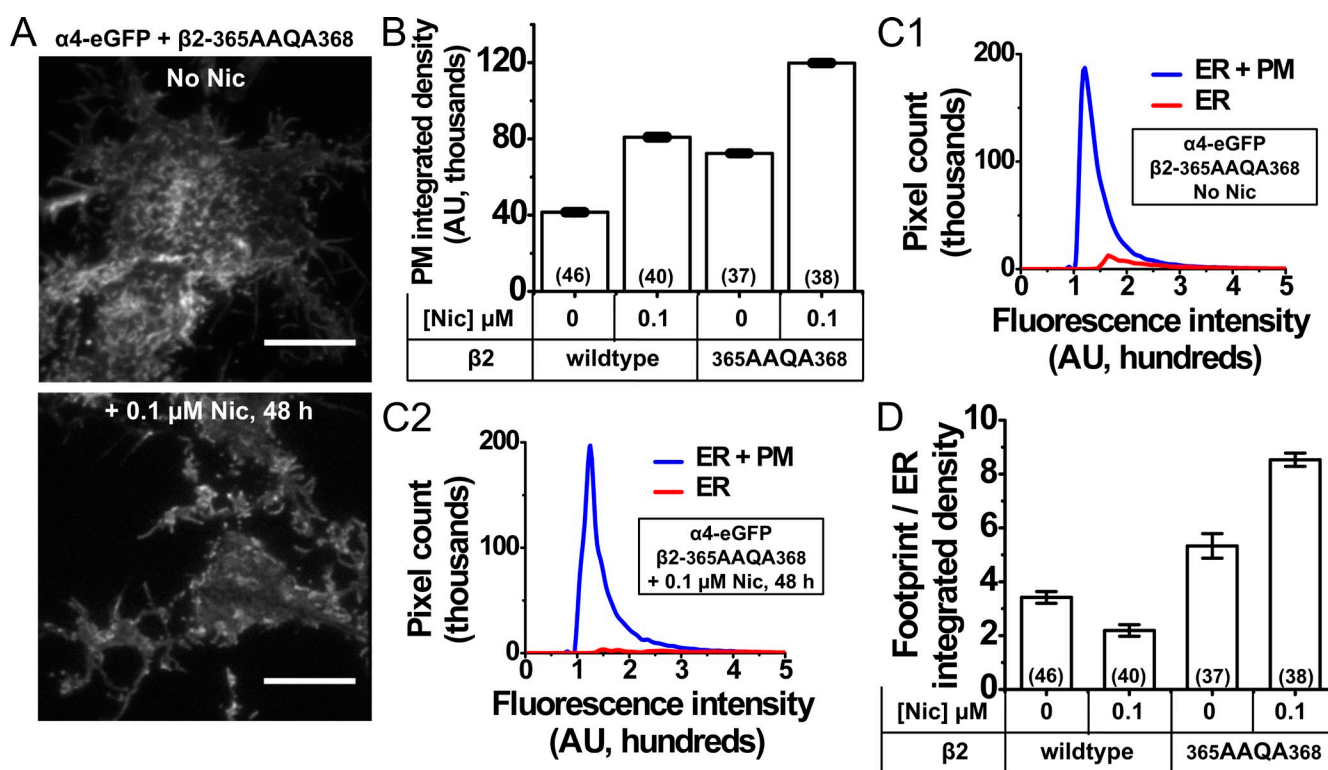 A
α4-eGFP + β2-365AAQA368
No Nic
+ 0.1 µM Nic, 48 h
B
PM integrated density
(AU, thousands)
120
80
40
0
(46)
(40)
(37)
(38)
[Nic] µM
0
0.1
0
0.1
β2
wildtype
365AAQA368
C1
Pixel count
(thousands)
200
100
0
ER + PM
ER
α4-eGFP
β2-365AAQA368
No Nic
0
1
2
3
4
5
Fluorescence intensity
(AU, hundreds)
C2
Pixel count
(thousands)
200
100
0
ER + PM
ER
α4-eGFP
β2-365AAQA368
+ 0.1 µM Nic, 48 h
0
1
2
3
4
5
Fluorescence intensity
(AU, hundreds)
D
Footprint / ER
integrated density
10
8
6
4
2
0
(46)
(40)
(37)
(38)
[Nic] µM
0
0.1
0
0.1
β2
wildtype
365AAQA368